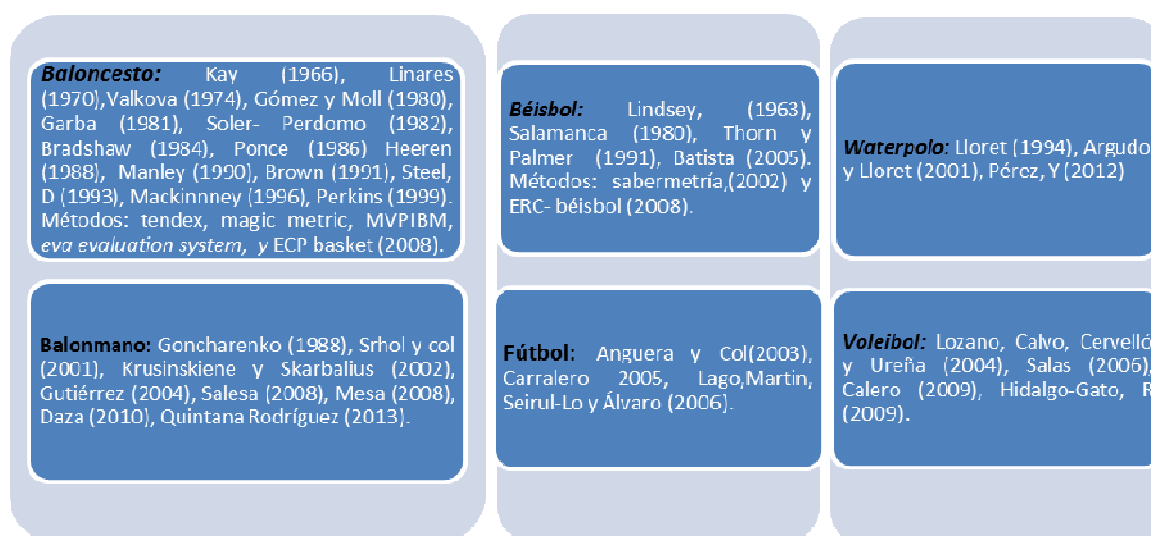 Baloncesto: Kay (1966), Linares
(1970),Valkova (1974), Gómez y Moll (1980),
Garba (1981), Soler- Perdomo (1982),
Bradshaw (1984), Ponce (1986) Heeren
(1988), Manley (1990), Brown (1991), Steel,
D (1993), Mackinnney (1996), Perkins (1999).
Métodos: tendex, magic metric, MVPIBM,
eva evaluation system, y ECP basket (2008).
Balonmano: Goncharenko (1988), Srhol y col
(2001), Krusinskiene y Skarbalius (2002),
Gutiérrez (2004), Salesa (2008), Mesa (2008),
Daza (2010), Quintana Rodríguez (2013).
Béisbol: Lindsey, (1963),
Salamanca (1980), Thorn y
Palmer (1991), Batista (2005).
Métodos: sabermetría,(2002) y
ERC- béisbol (2008).
Fútbol: Anguera y Col(2003),
Carralero 2005, Lago,Martin,
Seirul-Lo y Álvaro (2006).
Waterpolo: Lloret (1994), Argudo
y Lloret (2001), Pérez, Y (2012)
Voleibol: Lozano, Calvo, Cervelló
y Ureña (2004), Salas (2006),
Calero (2009), Hidalgo-Gato, R
(2009).